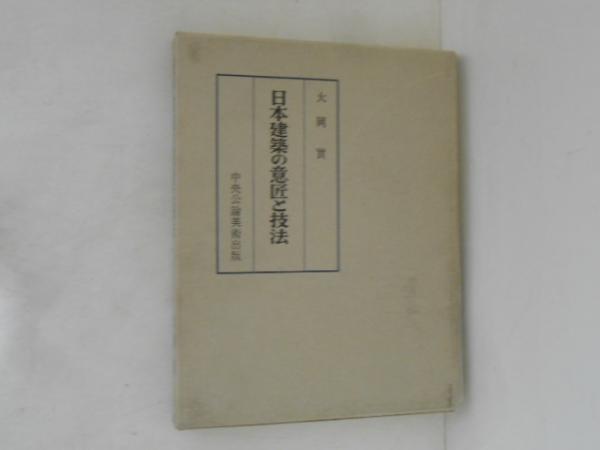 大岡實
日本建築の意匠と技法
中央公論美術出版